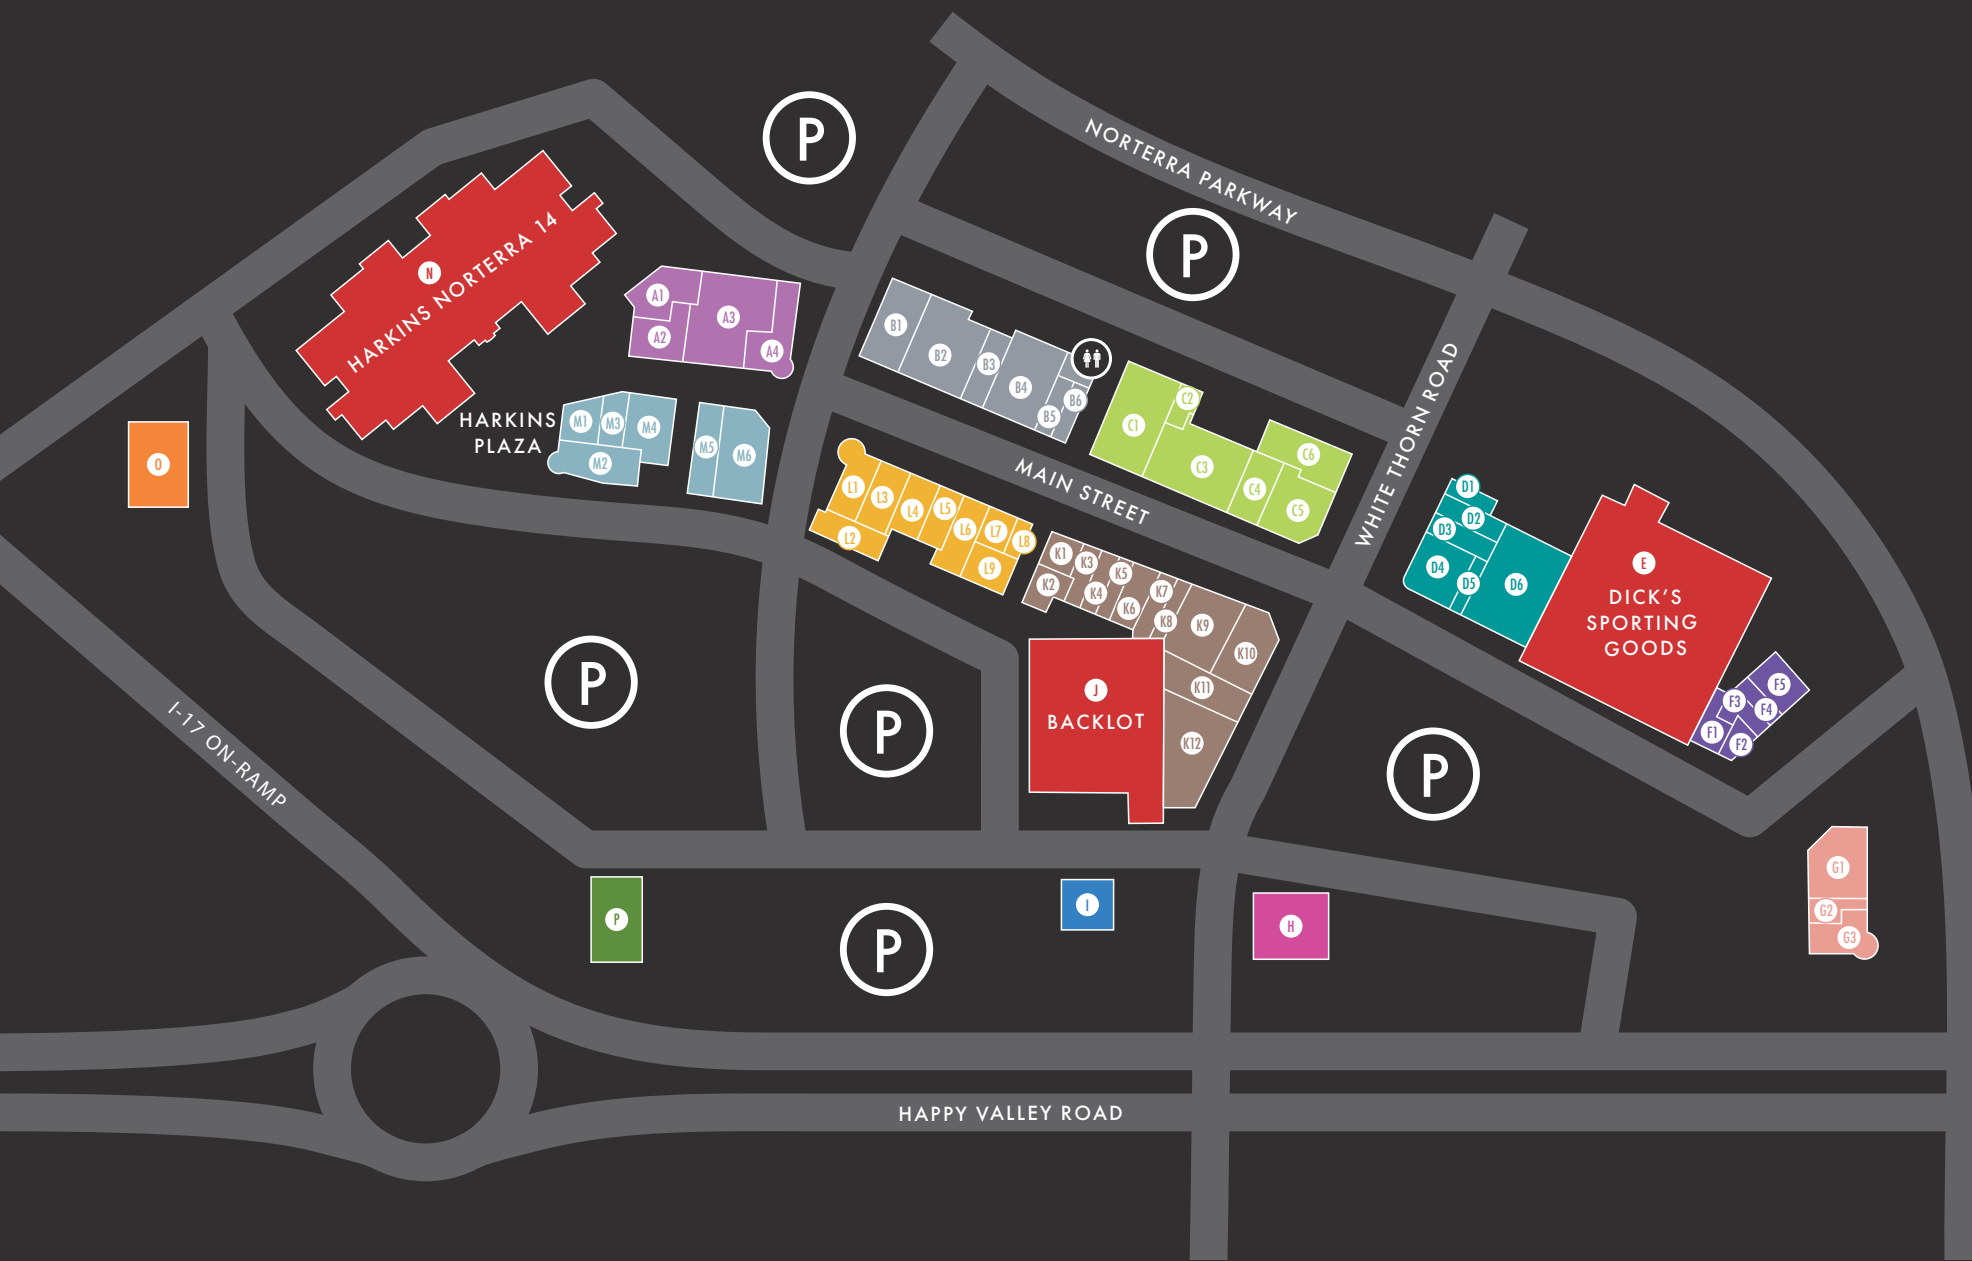 P
NORTERRA PARKWAY
P
N
HARKINS NORTERRA 14
A1
A2
A3
A4
B1
B2
B3
B4
B5
B6
C1
C2
C3
C4
C5
C6
WHITE THORN ROAD
MAIN STREET
HARKINS
PLAZA
M1
M2
M3
M4
M5
M6
O
L1
L2
L3
L4
L5
L6
L7
L8
L9
K1
K2
K3
K4
K5
K6
K7
K8
K9
K10
K11
K12
D1
D2
D3
D4
D5
D6
E
DICK'S
SPORTING
GOODS
F1
F2
F3
F4
F5
J
BACKLOT
P
P
P
I-17 ON-RAMP
G1
G2
G3
P
P
I
H
HAPPY VALLEY ROAD